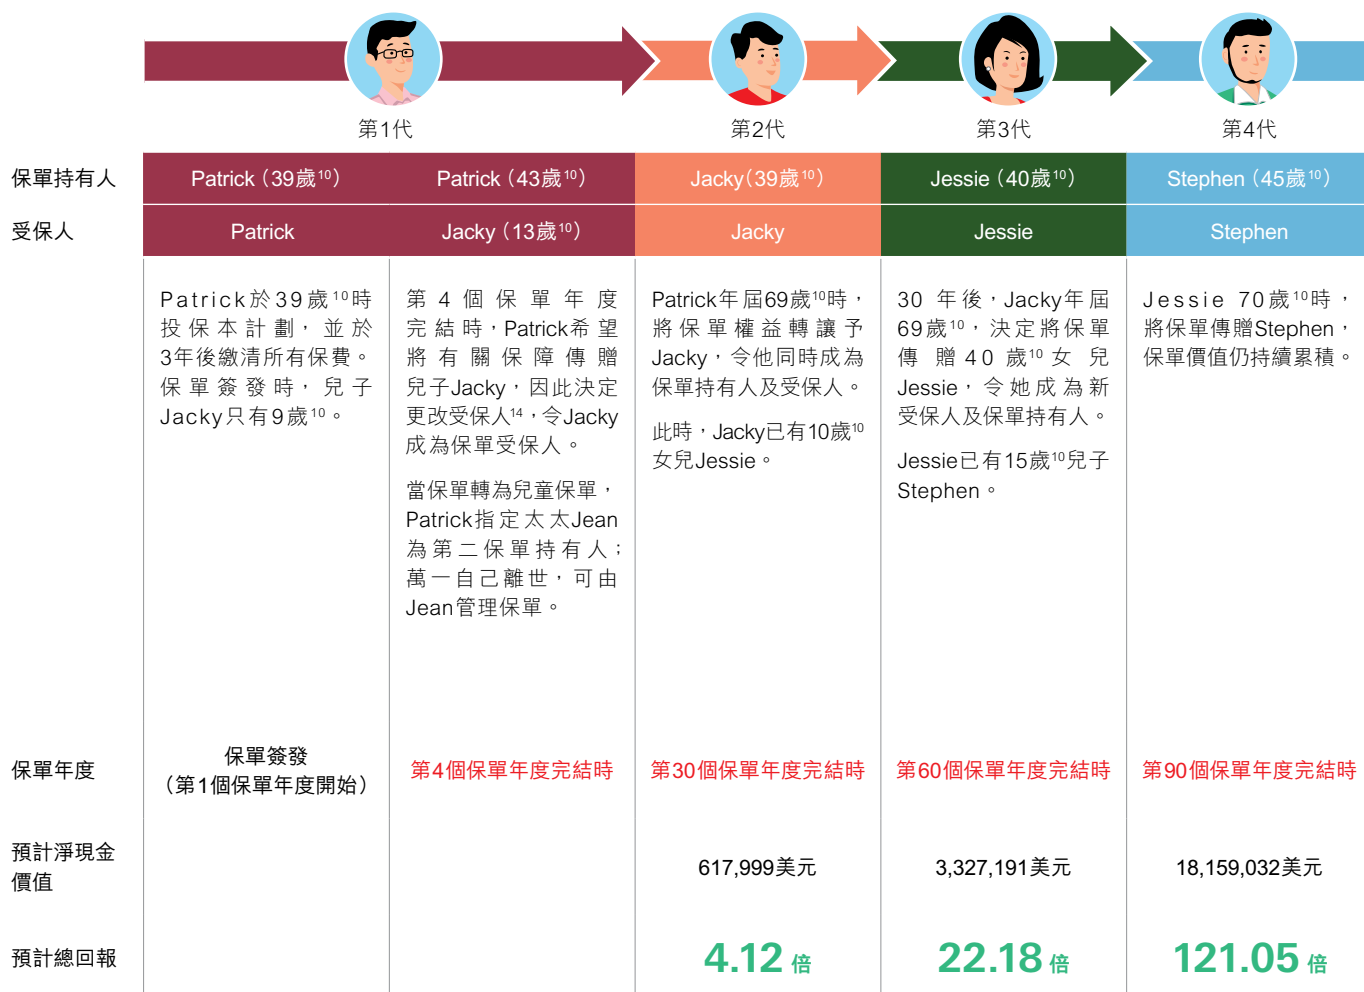 第1代
第2代
第3代
第4代
保單持有人
Patrick（39歲¹⁰）
Patrick（43歲¹⁰）
Jacky（39歲¹⁰）
Jessie（40歲¹⁰）
Stephen（45歲¹⁰）
受保人
Patrick
Jacky（13歲¹⁰）
Jacky
Jessie
Stephen
Patrick於39歲¹⁰時
投保本計劃，並於
3年後繳清所有保費。
保單簽發時，兒子
Jacky只有9歲¹⁰。
第4個保單年度
完結時，Patrick希望
將有關保障傳贈
兒子Jacky，因此決定
更改受保人¹⁴，令Jacky
成為保單受保人。
當保單轉為兒童保單，
Patrick指定太太Jean
為第二保單持有人；
萬一自己離世，可由
Jean管理保單。
Patrick年屆69歲¹⁰時，
將保單權益轉讓予
Jacky，令他同時成為
保單持有人及受保人。
此時，Jacky已有10歲¹⁰
女兒Jessie。
30年後，Jacky年屆
69歲¹⁰，決定將保單
傳贈40歲¹⁰女兒
Jessie，令她成為新
受保人及保單持有人。
Jessie已有15歲¹⁰兒子
Stephen。
Jessie 70歲¹⁰時，
將保單傳贈Stephen，
保單價值仍持續累積。
保單年度
保單簽發
（第1個保單年度開始）
第4個保單年度完結時
第30個保單年度完結時
第60個保單年度完結時
第90個保單年度完結時
預計淨現金
價值
617,999美元
3,327,191美元
18,159,032美元
預計總回報
4.12 倍
22.18 倍
121.05 倍